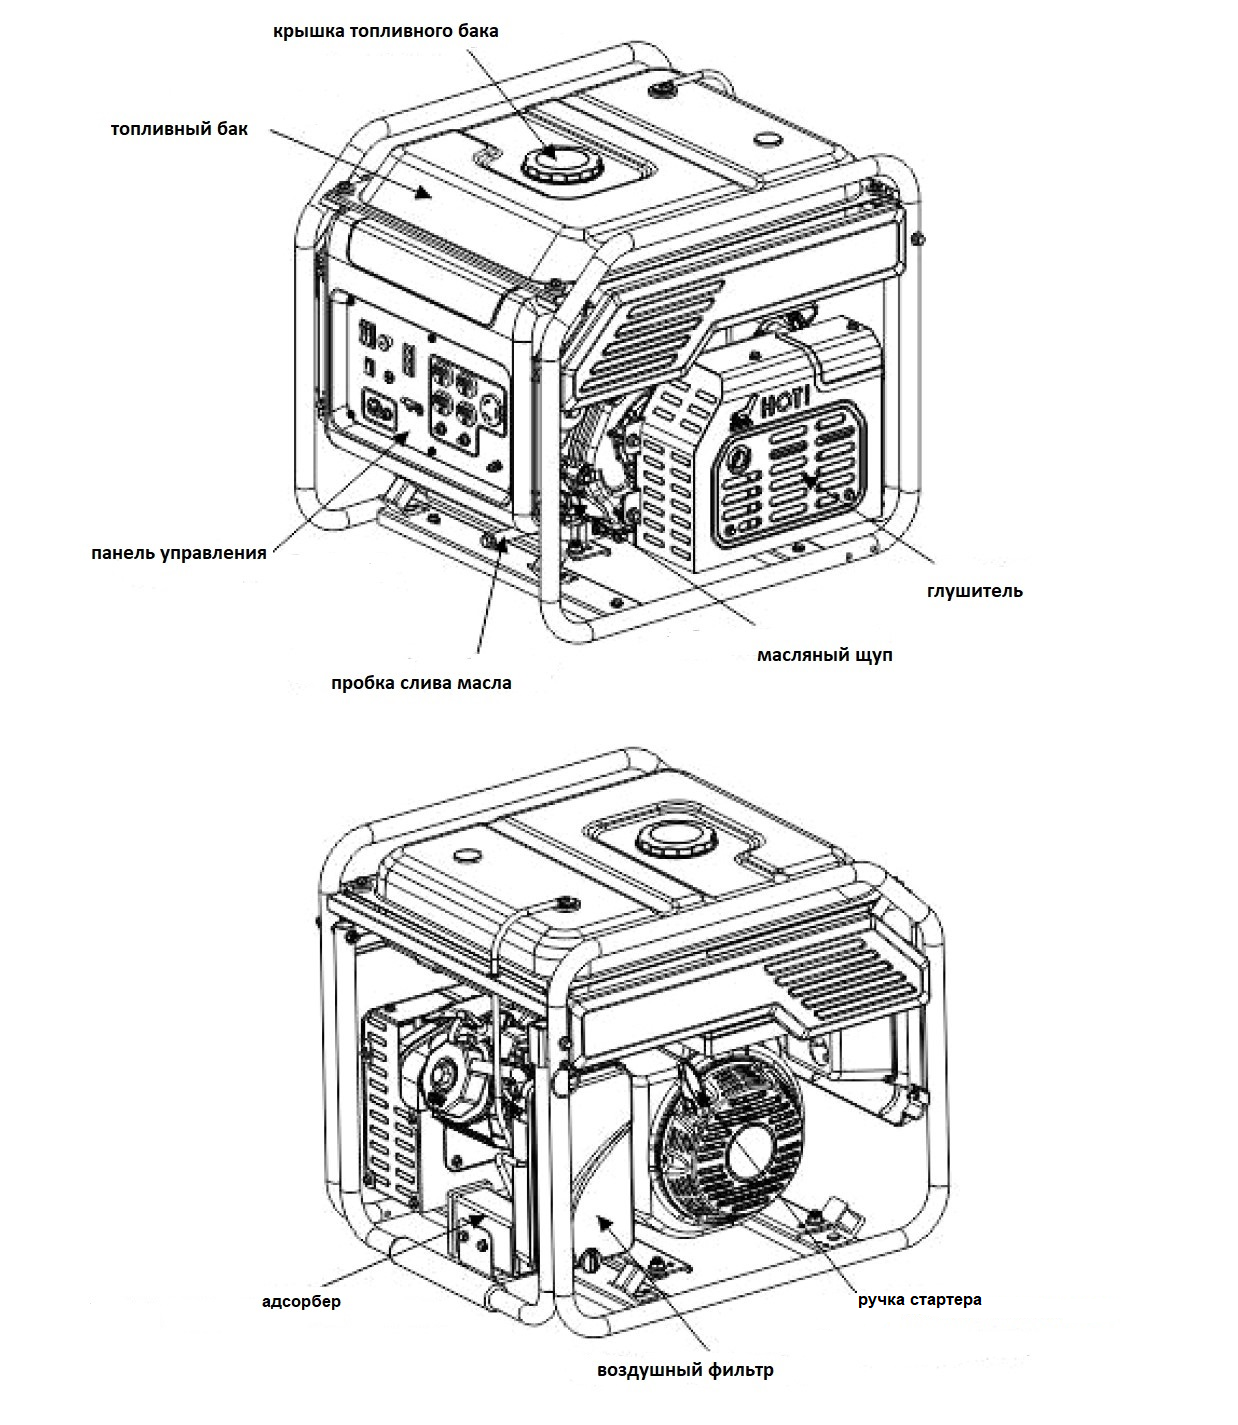 крышка топливного бака
топливный бак
HOT!
панель управления
глушитель
масляный щуп
пробка слива масла
адсорбер
ручка стартера
воздушный фильтр